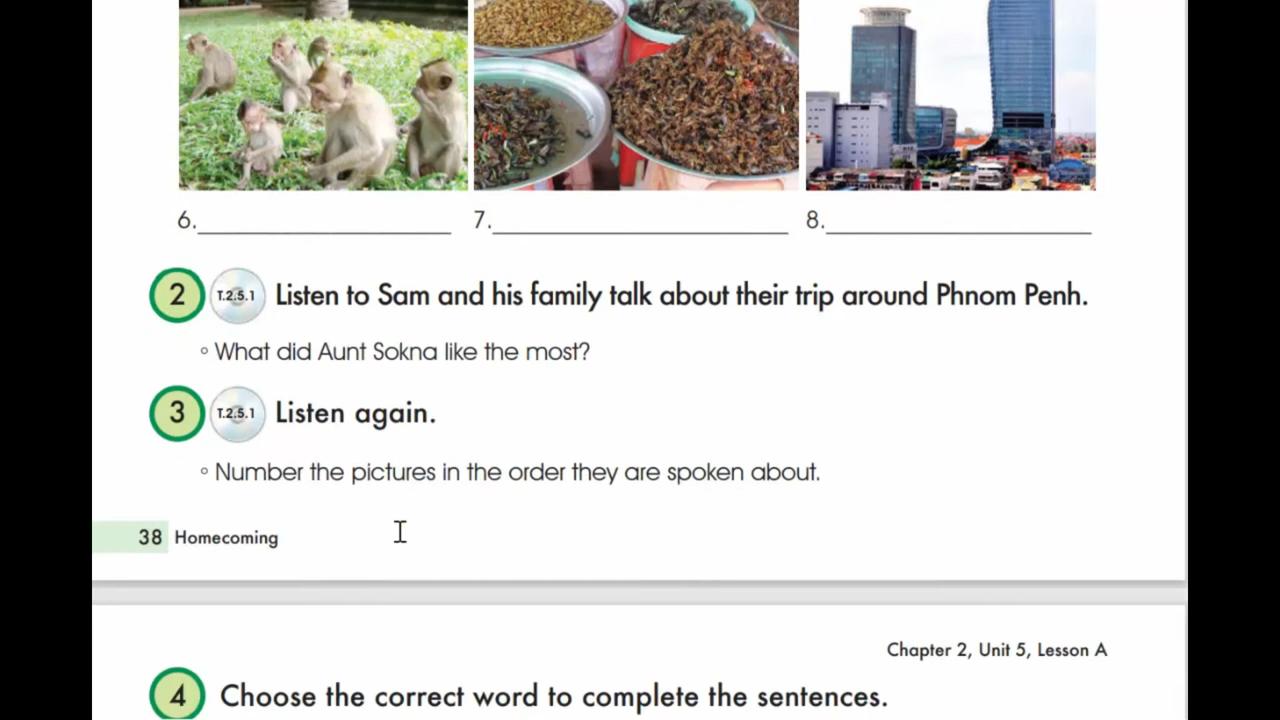 6.____________________ 7.____________________ 8.____________________
2 T.2.5.1 Listen to Sam and his family talk about their trip around Phnom Penh.
◦ What did Aunt Sokna like the most?
3 T.2.5.1 Listen again.
◦ Number the pictures in the order they are spoken about.
38 Homecoming
Chapter 2, Unit 5, Lesson A
4 Choose the correct word to complete the sentences.